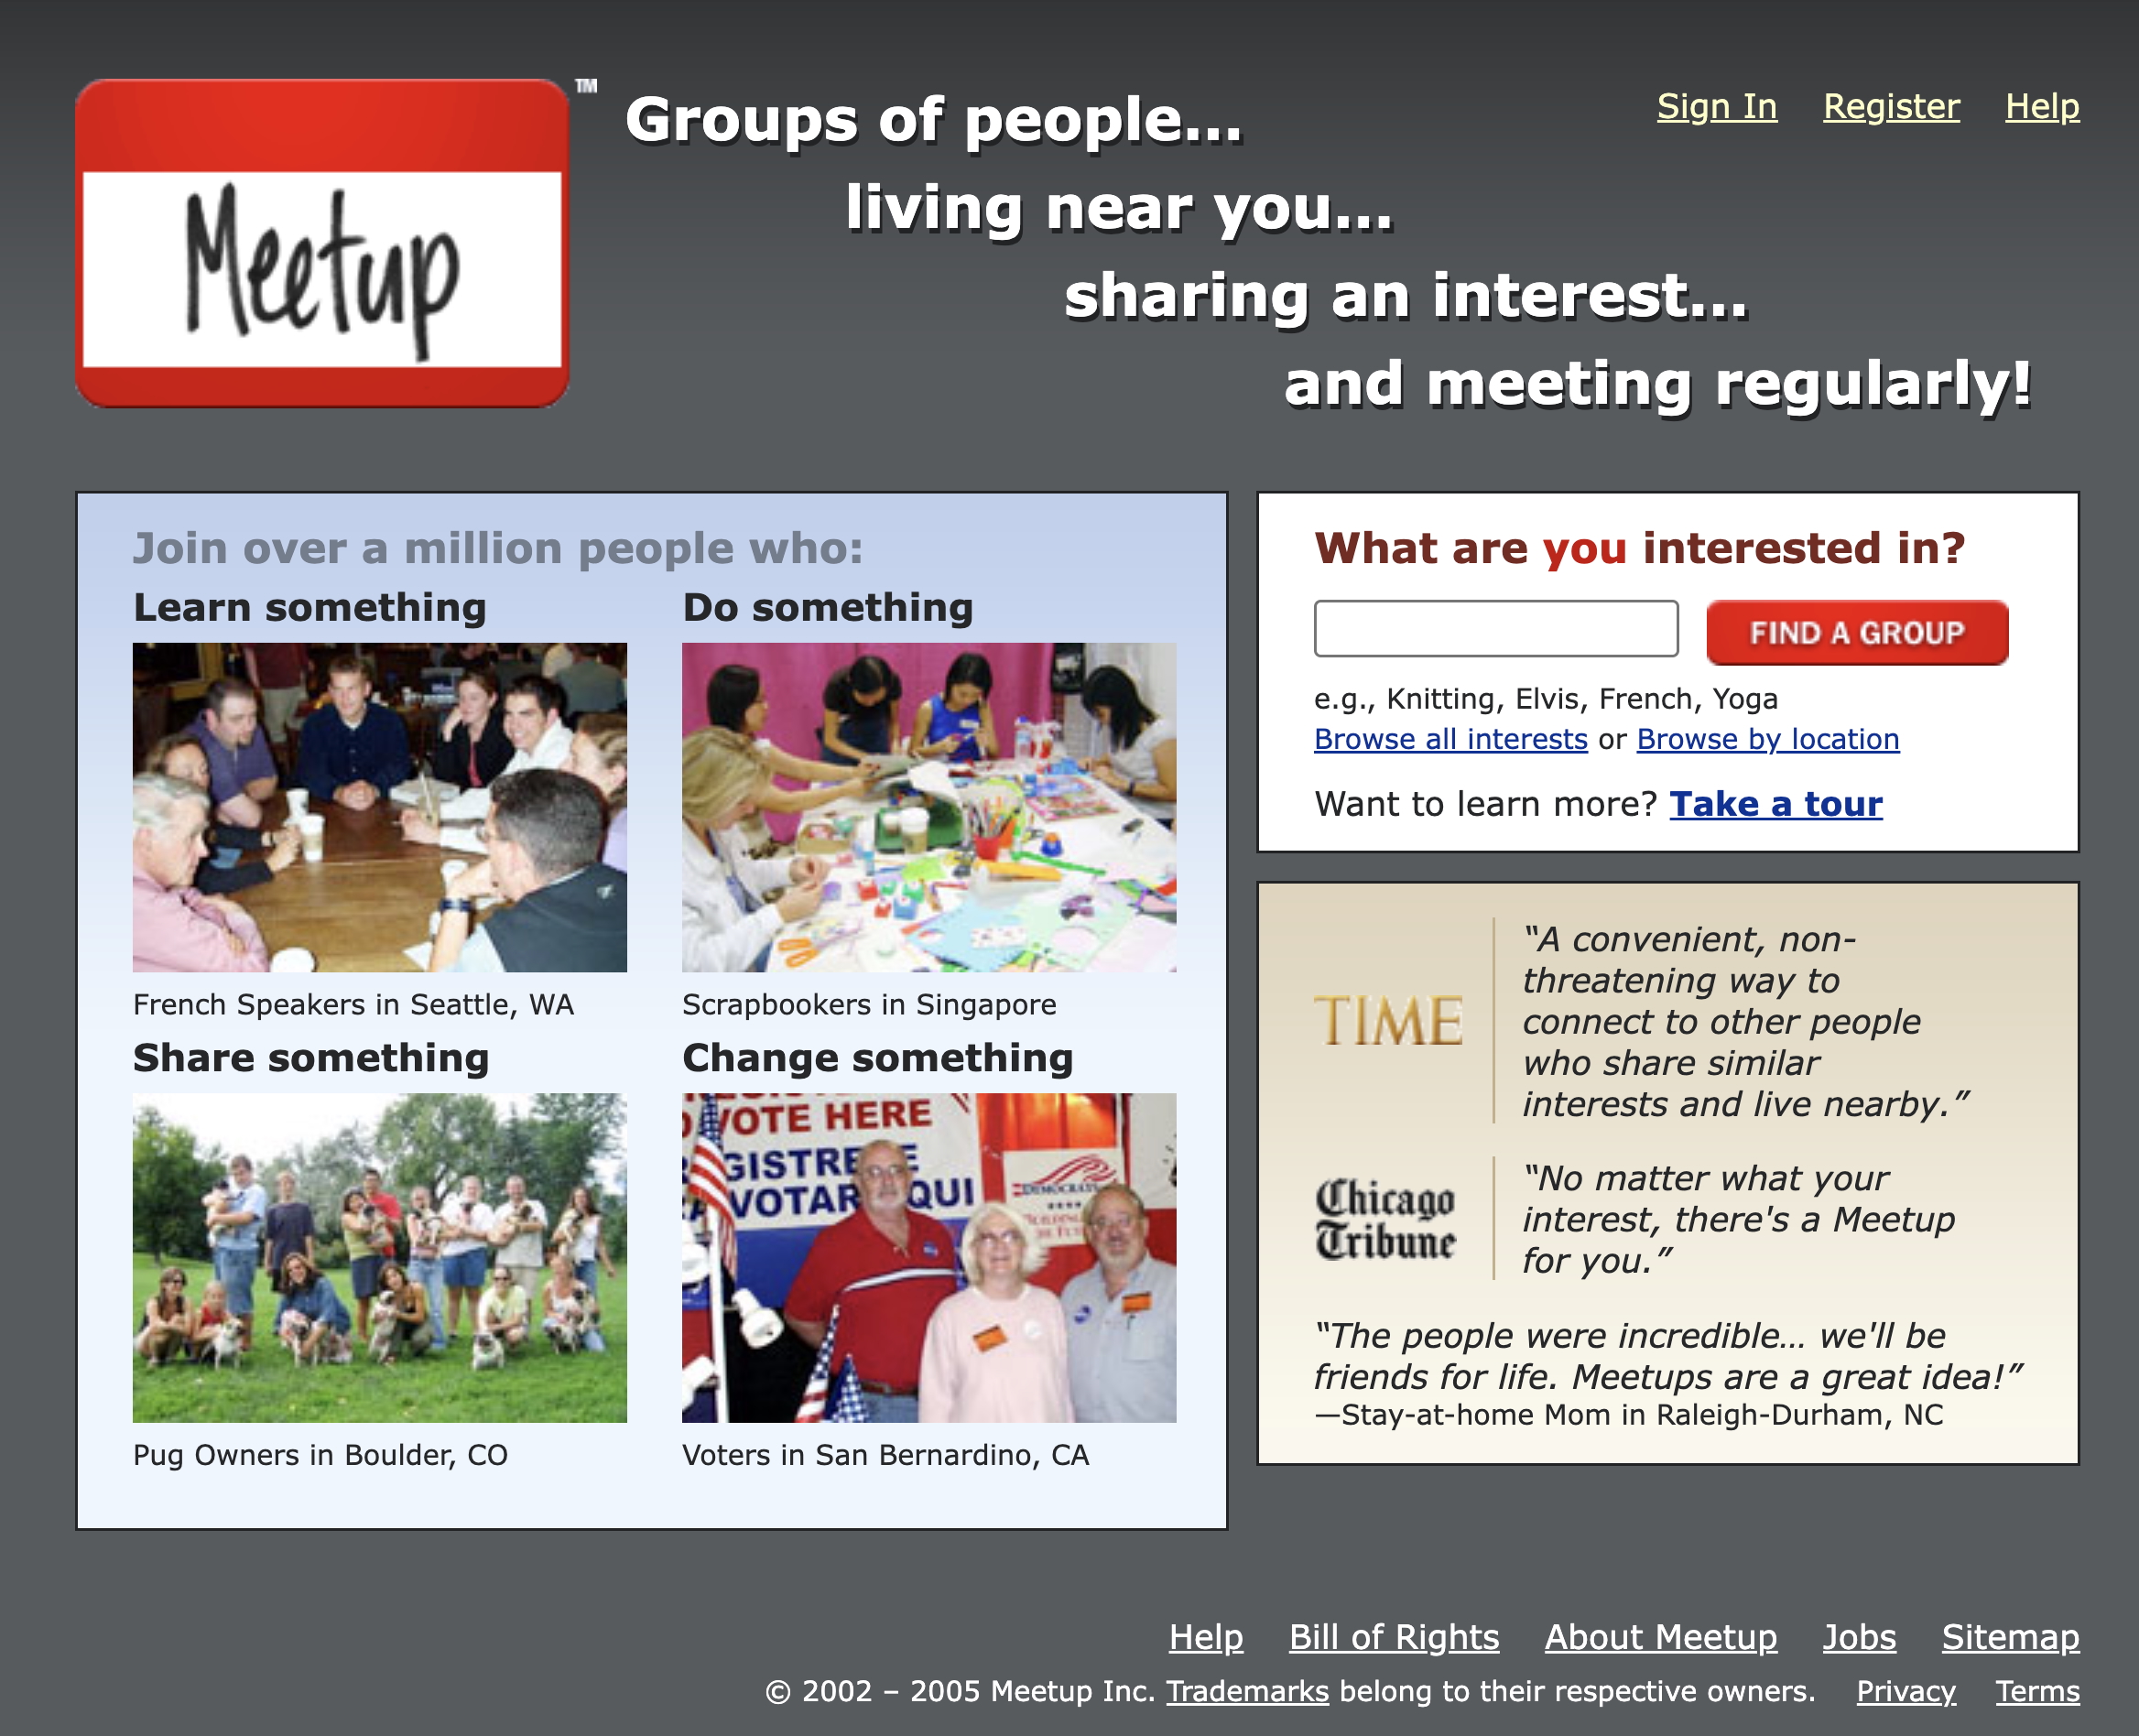 Meetup
TM
Groups of people...
living near you...
sharing an interest...
and meeting regularly!
Sign In Register Help
Join over a million people who:
Learn something
French Speakers in Seattle, WA
Do something
Scrapbookers in Singapore
Share something
Pug Owners in Boulder, CO
Change something
VOTE HERE
VOTAR
QUI
Voters in San Bernardino, CA
What are you interested in?
FIND A GROUP
e.g., Knitting, Elvis, French, Yoga
Browse all interests or Browse by location
Want to learn more? Take a tour
TIME
“A convenient, non-
threatening way to
connect to other people
who share similar
interests and live nearby.”
Chicago
Tribune
“No matter what your
interest, there's a Meetup
for you.”
“The people were incredible... we'll be
friends for life. Meetups are a great idea!”
—Stay-at-home Mom in Raleigh-Durham, NC
Help Bill of Rights About Meetup Jobs Sitemap
© 2002 – 2005 Meetup Inc. Trademarks belong to their respective owners. Privacy Terms